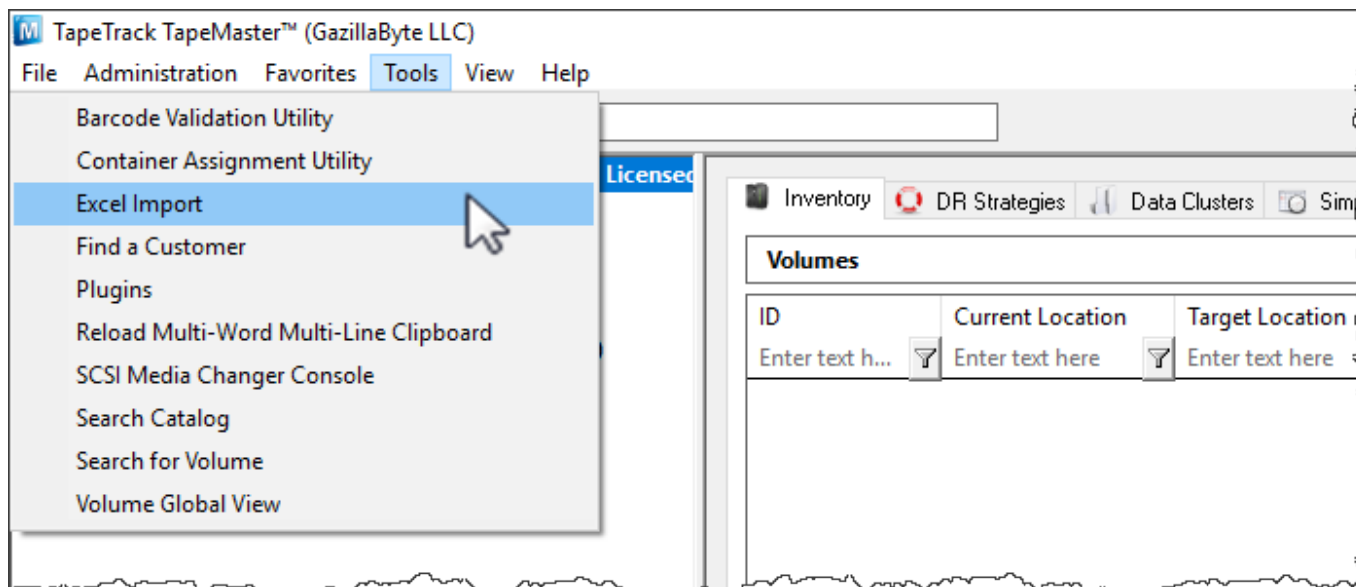 TapeTrack TapeMaster™ (GazillaByte LLC)
File Administration Favorites Tools View Help
Barcode Validation Utility
Container Assignment Utility
Excel Import
Find a Customer
Plugins
Reload Multi-Word Multi-Line Clipboard
SCSI Media Changer Console
Search Catalog
Search for Volume
Volume Global View
Licensed
Inventory DR Strategies Data Clusters
Volumes
ID Current Location Target Location
Enter text h... Enter text here Enter text here